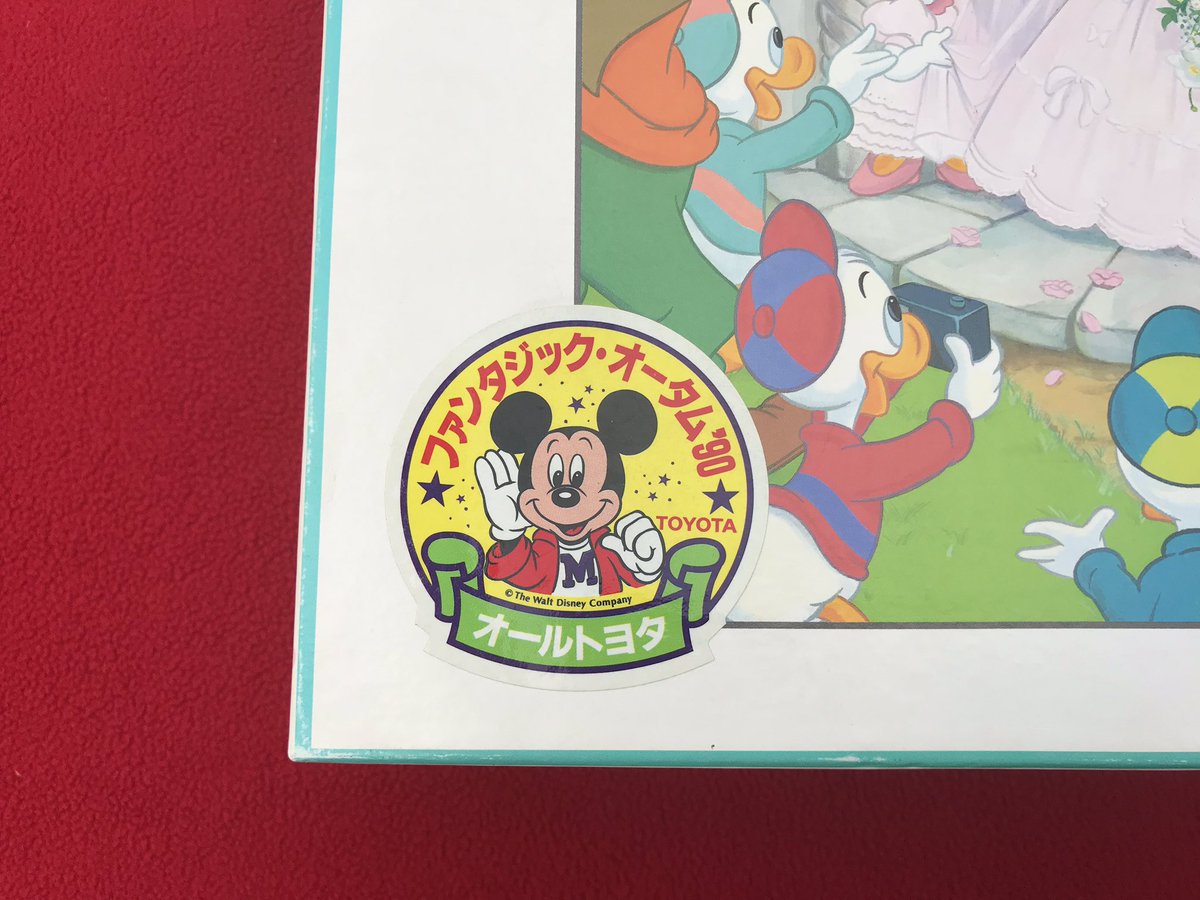 ファンタジック・オータム'90
TOYOTA
M
© The Walt Disney Company
オールトヨタ